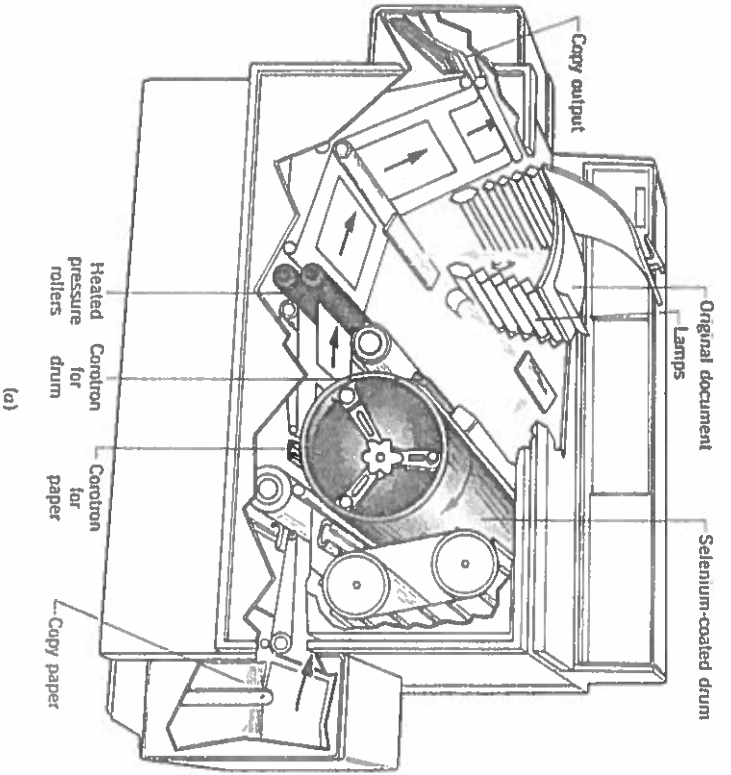 Original document
Lamps
Selenium-coated drum
Copy output
Heated
pressure
rollers
Corotron
for
drum
Corotron
for
paper
Copy paper
(a)